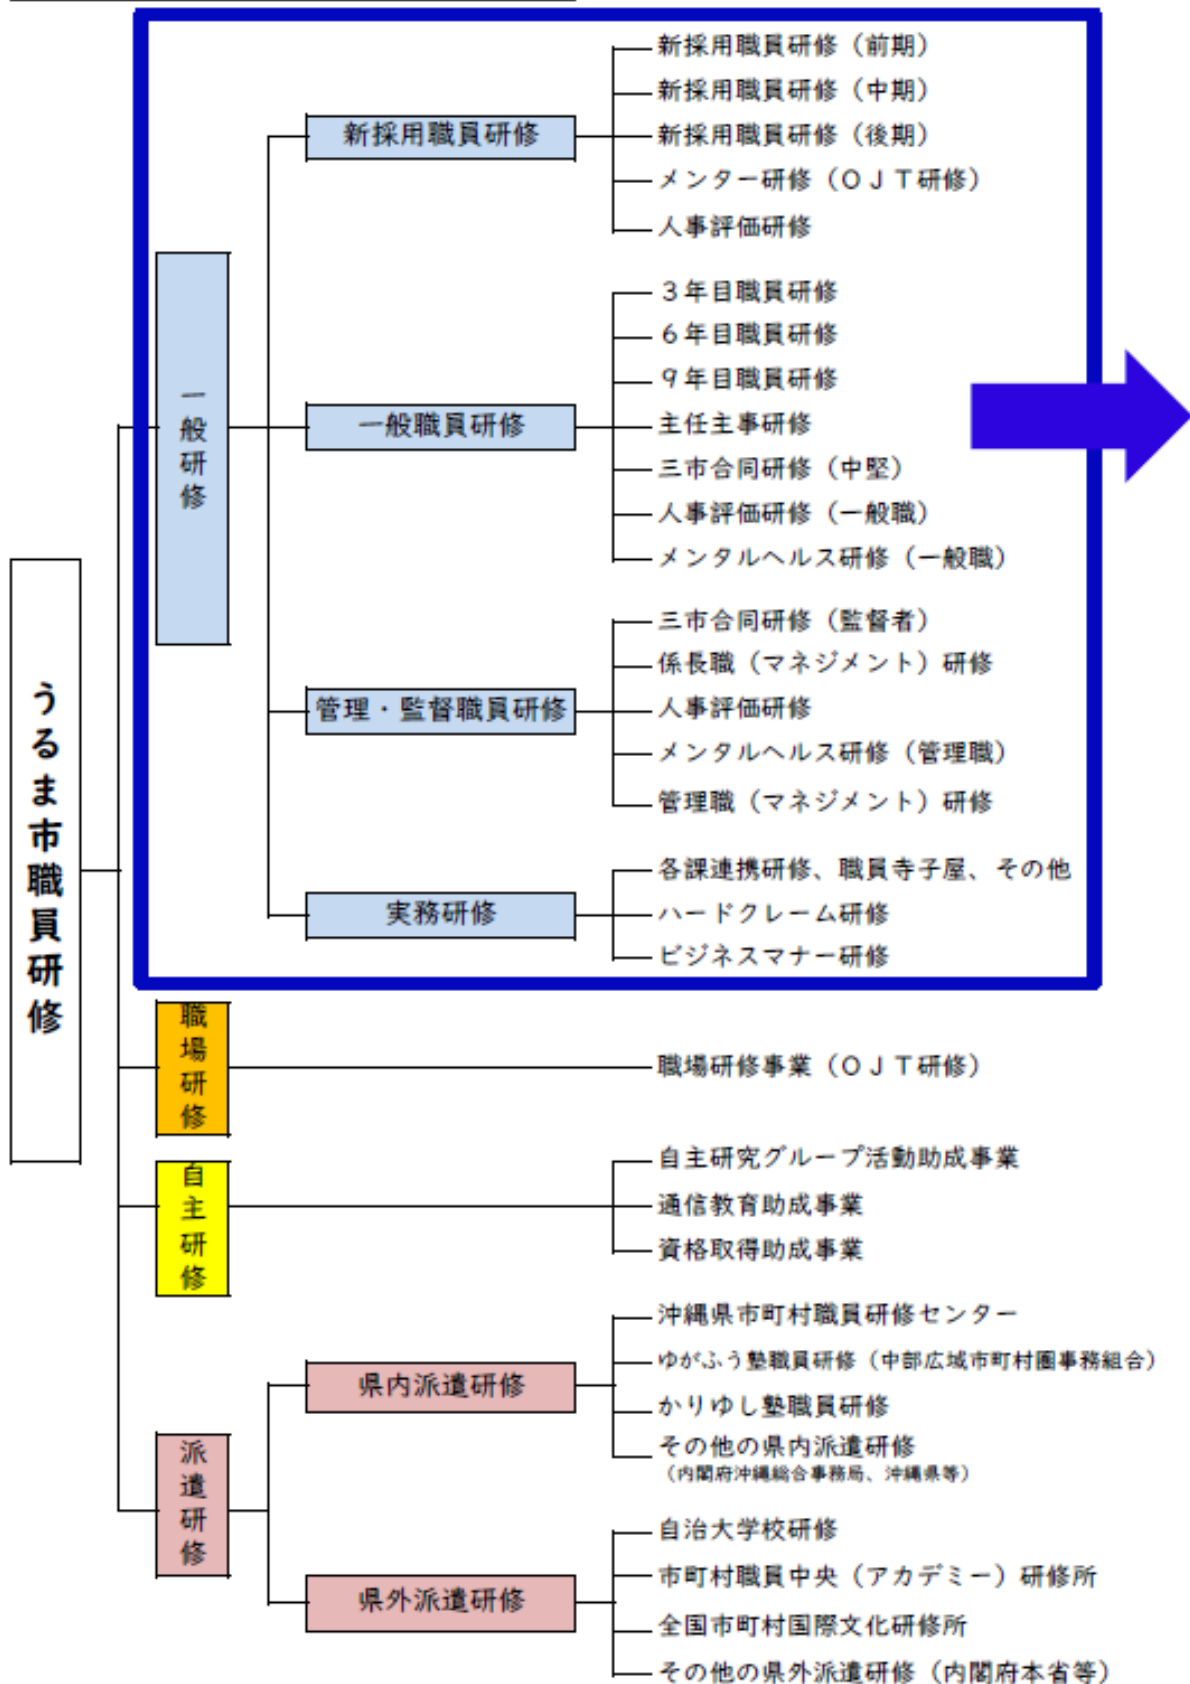 うるま市職員研修
一般研修
新採用職員研修
新採用職員研修（前期）
新採用職員研修（中期）
新採用職員研修（後期）
メンター研修（ＯＪＴ研修）
人事評価研修
一般職員研修
３年目職員研修
６年目職員研修
９年目職員研修
主任主事研修
三市合同研修（中堅）
人事評価研修（一般職）
メンタルヘルス研修（一般職）
管理・監督職員研修
三市合同研修（監督者）
係長職（マネジメント）研修
人事評価研修
メンタルヘルス研修（管理職）
管理職（マネジメント）研修
実務研修
各課連携研修、職員寺子屋、その他
ハードクレーム研修
ビジネスマナー研修
職場研修
職場研修事業（ＯＪＴ研修）
自主研修
自主研究グループ活動助成事業
通信教育助成事業
資格取得助成事業
派遣研修
県内派遣研修
沖縄県市町村職員研修センター
ゆがふう塾職員研修（中部広域市町村圏事務組合）
かりゆし塾職員研修
その他の県内派遣研修
（内閣府沖縄総合事務局、沖縄県等）
県外派遣研修
自治大学校研修
市町村職員中央（アカデミー）研修所
全国市町村国際文化研修所
その他の県外派遣研修（内閣府本省等）